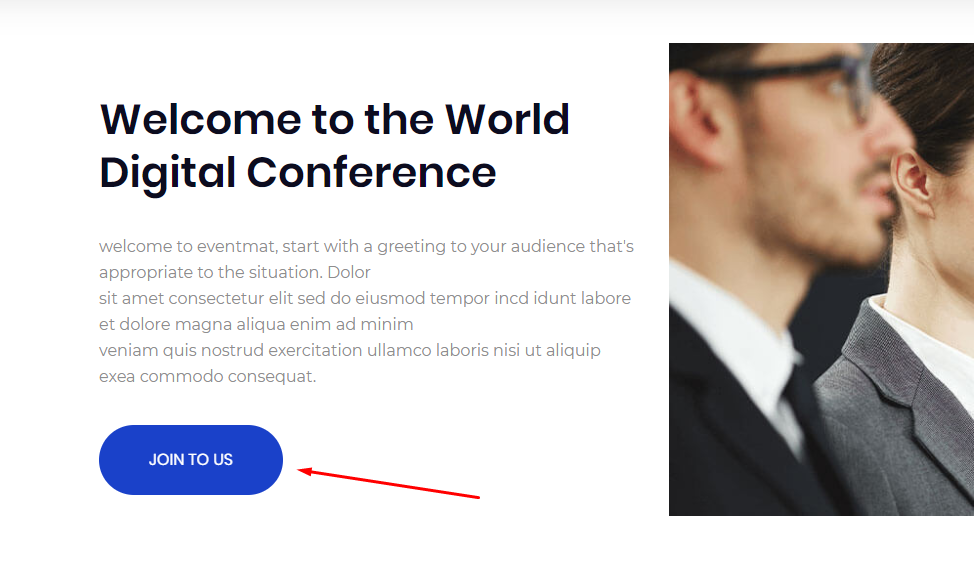 Welcome to the World
Digital Conference
welcome to eventmat, start with a greeting to your audience that's
appropriate to the situation. Dolor
sit amet consectetur elit sed do eiusmod tempor incd idunt labore
et dolore magna aliqua enim ad minim
veniam quis nostrud exercitation ullamco laboris nisi ut aliquip
exea commodo consequat.
JOIN TO US